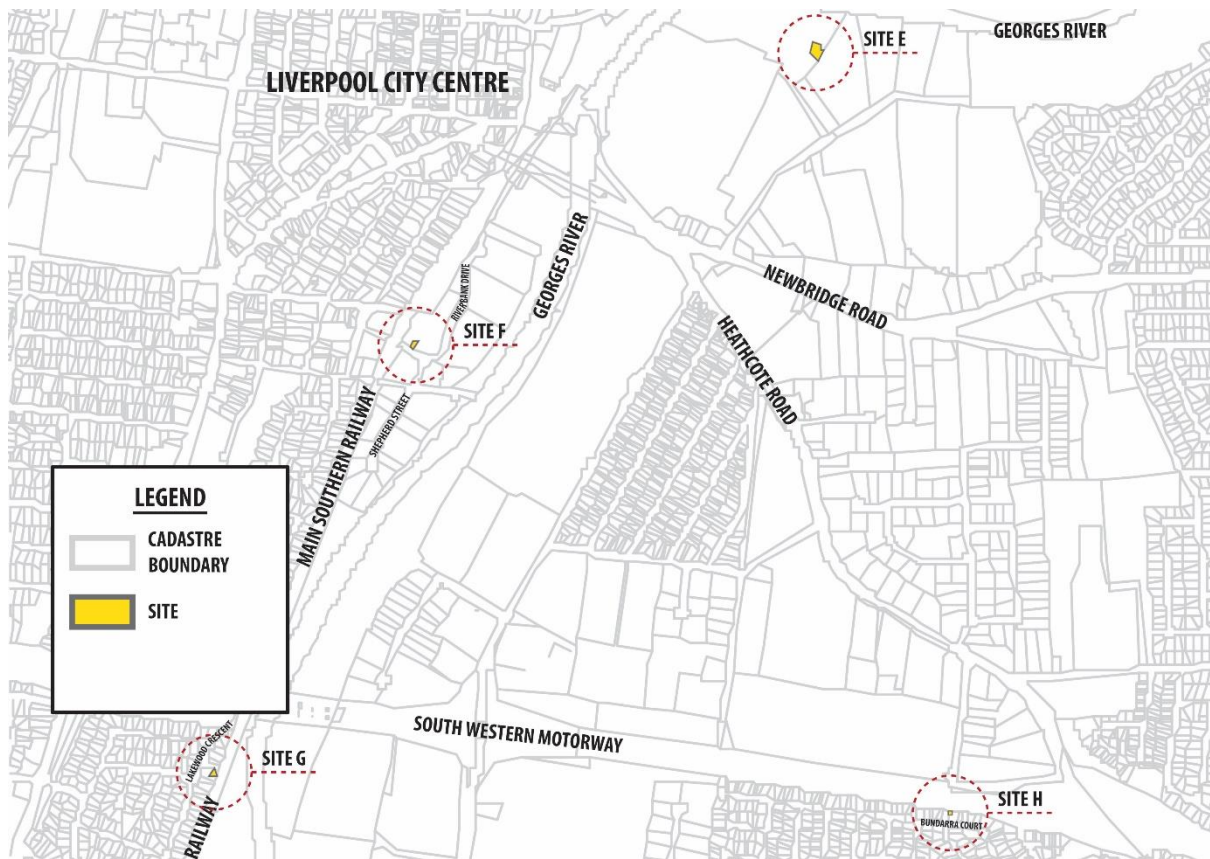 GEORGES RIVER
SITE E
LIVERPOOL CITY CENTRE
GEORGES RIVER
RIVERBANK DRIVE
NEWBRIDGE ROAD
SITE F
HEATHCOTE ROAD
MAIN SOUTHERN RAILWAY
SHEPHERD STREET
LEGEND
CADASTRE
BOUNDARY
SITE
SOUTH WESTERN MOTORWAY
LAKEWOOD CRESCENT
SITE G
RAILWAY
SITE H
BUNDARRA COURT